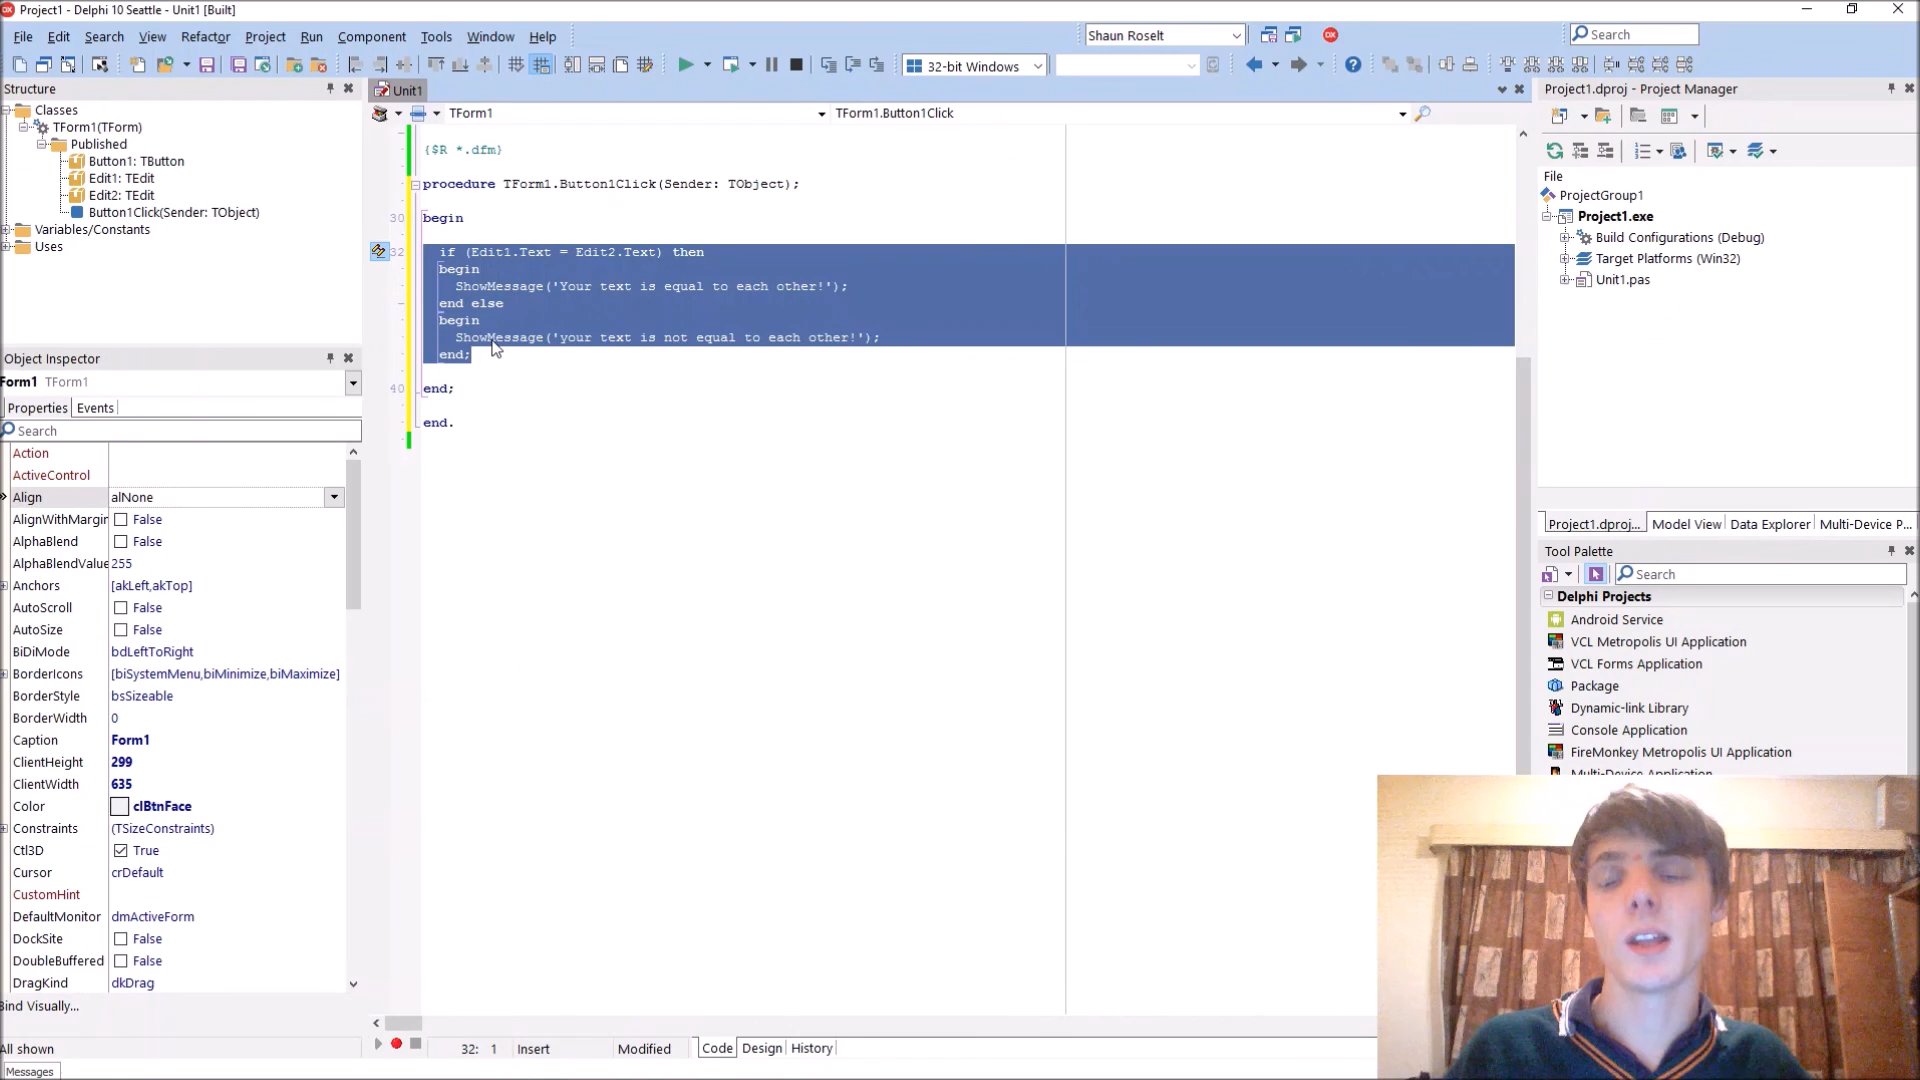 Project1 - Delphi 10 Seattle - Unit1 [Built]
File Edit Search View Refactor Project Run Component Tools Window Help
Shaun Roselt
Search
32-bit Windows
Structure
Classes
TForm1(TForm)
Published
Button1: TButton
Edit1: TEdit
Edit2: TEdit
Button1Click(Sender: TObject)
Variables/Constants
Uses
Object Inspector
Form1 TForm1
Properties Events
Search
Action
ActiveControl
Align alNone
AlignWithMargin False
AlphaBlend False
AlphaBlendValue 255
Anchors [akLeft,akTop]
AutoScroll False
AutoSize False
BiDiMode bdLeftToRight
BorderIcons [biSystemMenu,biMinimize,biMaximize]
BorderStyle bsSizeable
BorderWidth 0
Caption Form1
ClientHeight 299
ClientWidth 635
Color clBtnFace
Constraints (TSizeConstraints)
Ctl3D True
Cursor crDefault
CustomHint
DefaultMonitor dmActiveForm
DockSite False
DoubleBuffered False
DragKind dkDrag
Bind Visually...
All shown
Messages
Unit1
TForm1 TForm1.Button1Click
{$R *.dfm}
procedure TForm1.Button1Click(Sender: TObject);
30 begin
32 if (Edit1.Text = Edit2.Text) then
begin
ShowMessage('Your text is equal to each other!');
end else
begin
ShowMessage('your text is not equal to each other!');
end;
40 end;
end.
32: 1 Insert Modified Code Design History
Project1.dproj - Project Manager
File
ProjectGroup1
Project1.exe
Build Configurations (Debug)
Target Platforms (Win32)
Unit1.pas
Project1.dproj... Model View Data Explorer Multi-Device P...
Tool Palette
Search
Delphi Projects
Android Service
VCL Metropolis UI Application
VCL Forms Application
Package
Dynamic-link Library
Console Application
FireMonkey Metropolis UI Application
Multi-Device Application